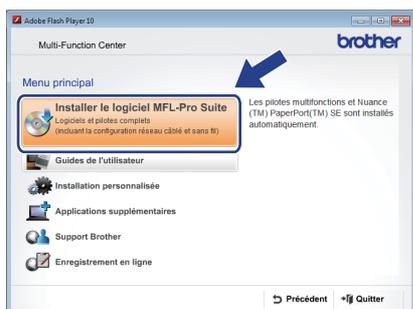 Adobe Flash Player 10
Multi-Function Center
brother
Menu principal
Installer le logiciel MFL-Pro Suite
Logiciels et pilotes complets
(incluant la configuration réseau câblé et sans fil)
Les pilotes multifonctions et Nuance
(TM) PaperPort(TM) SE sont installés
automatiquement.
Guides de l'utilisateur
Installation personnalisée
Applications supplémentaires
Support Brother
Enregistrement en ligne
Précédent
Quitter